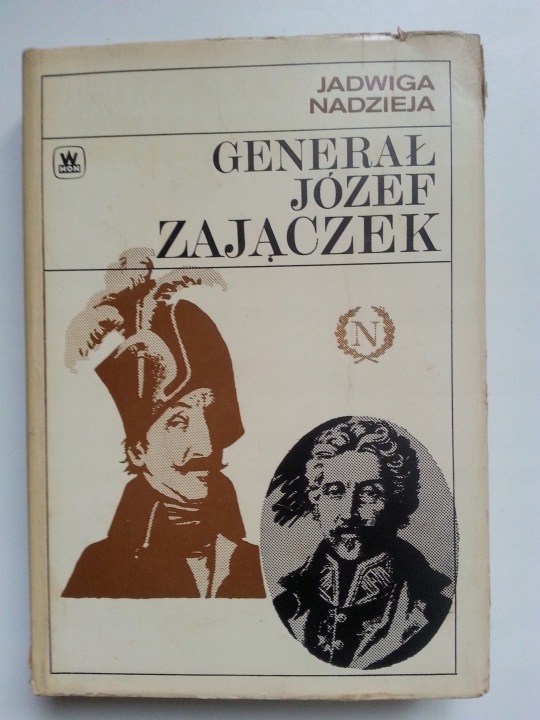 JADWIGA
NADZIEJA
W
MON
GENERAŁ
JÓZEF
ZAJĄCZEK
N